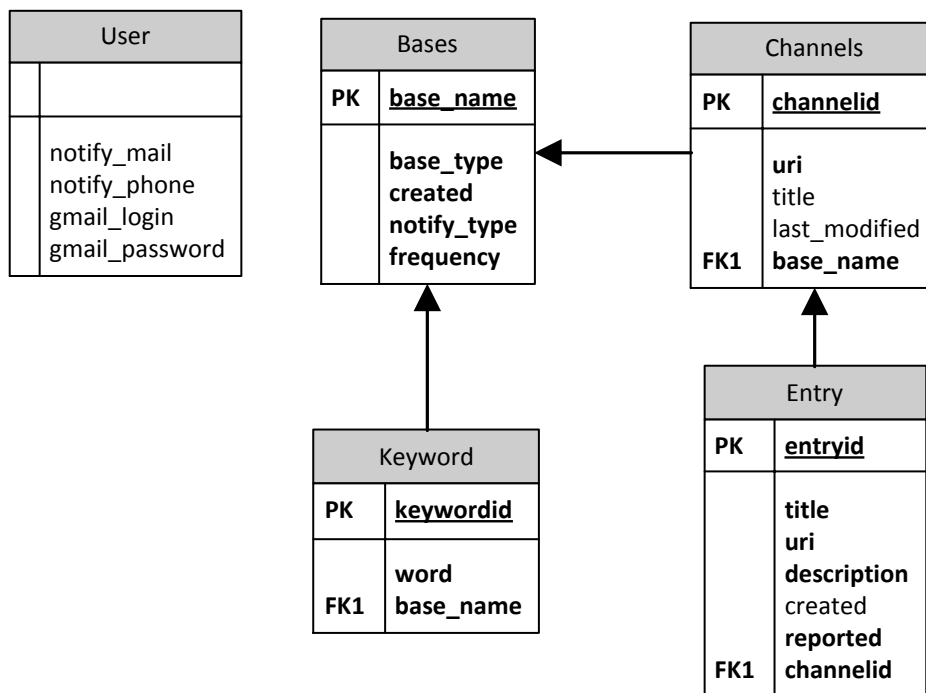 User
notify_mail
notify_phone
gmail_login
gmail_password
Bases
PK base_name
base_type
created
notify_type
frequency
Channels
PK channelid
uri
title
last_modified
FK1 base_name
Keyword
PK keywordid
word
FK1 base_name
Entry
PK entryid
title
uri
description
created
reported
FK1 channelid